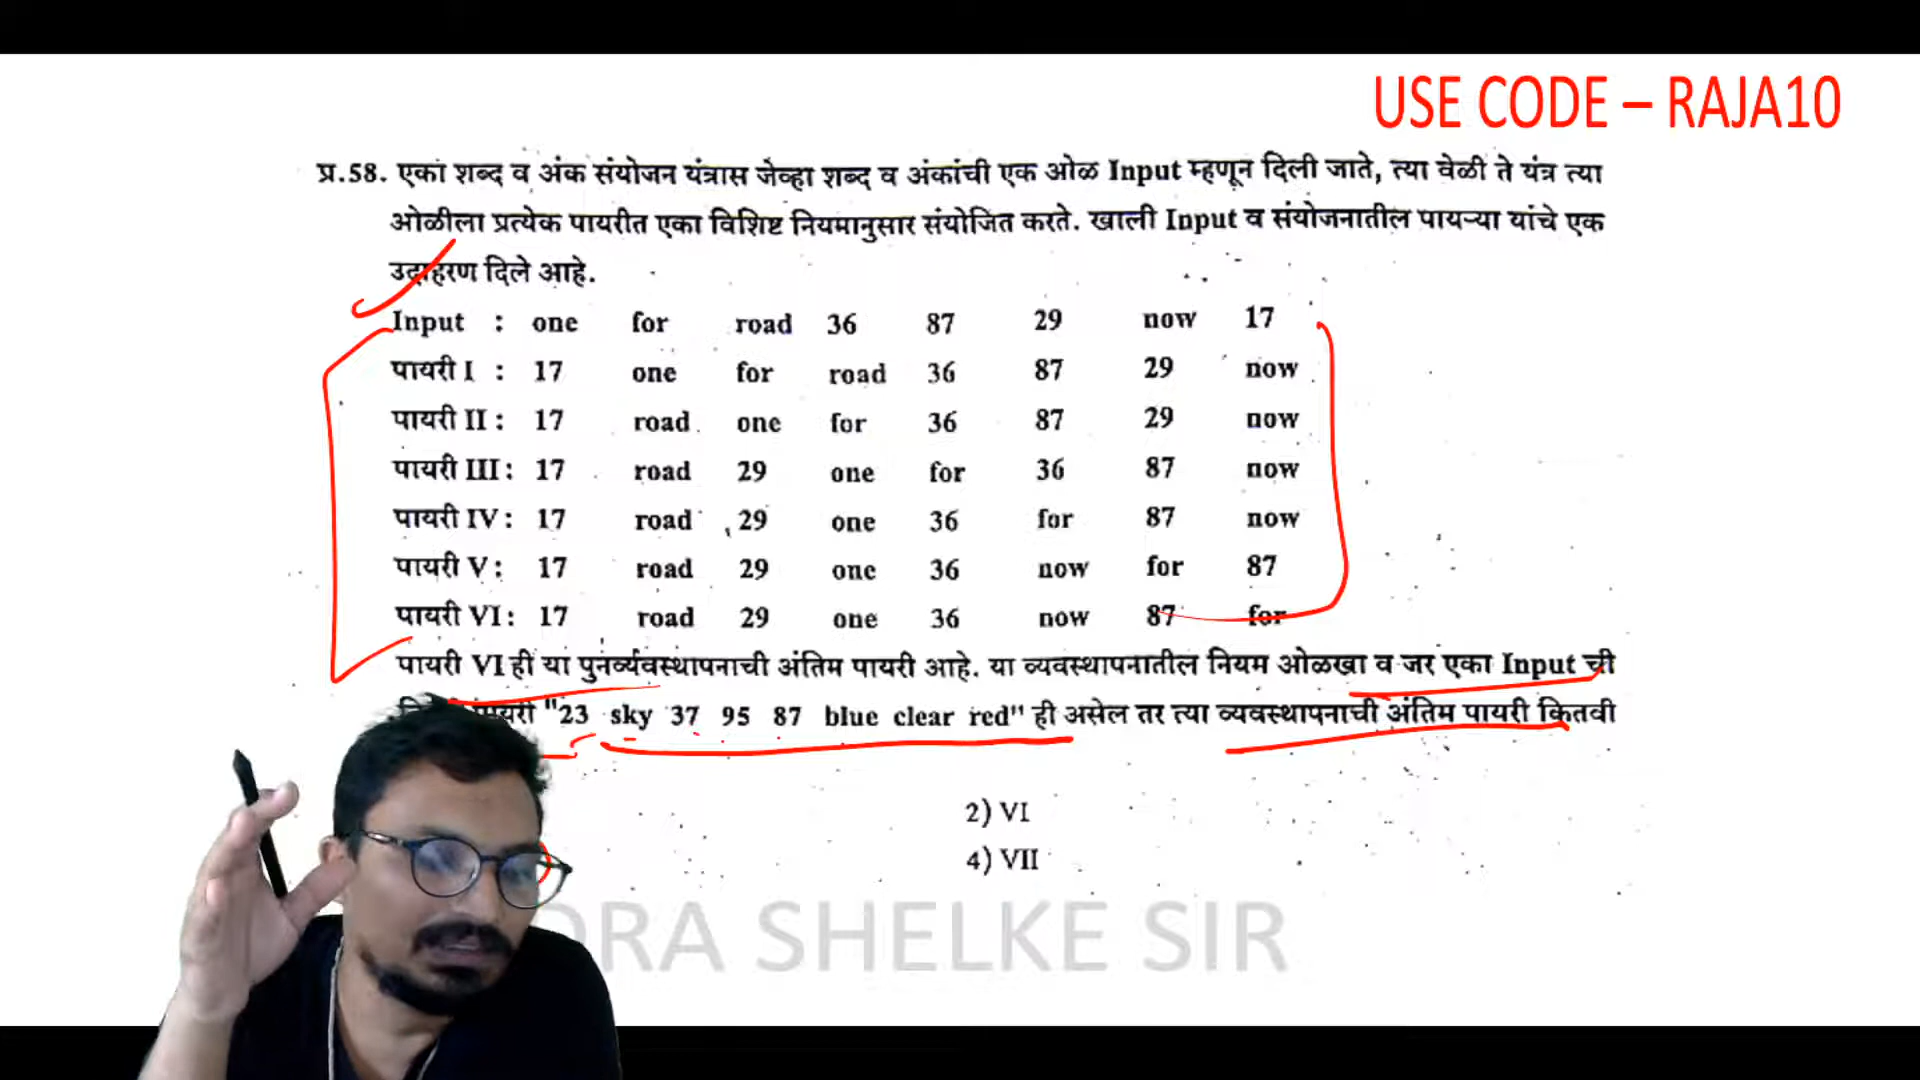 USE CODE – RAJA10
प्र.58. एका शब्द व अंक संयोजन यंत्रास जेव्हा शब्द व अंकांची एक ओळ Input म्हणून दिली जाते, त्या वेळी ते यंत्र त्या
ओळीला प्रत्येक पायरीत एका विशिष्ट नियमानुसार संयोजित करते. खाली Input व संयोजनातील पायऱ्या यांचे एक
उदाहरण दिले आहे.
Input : one for road 36 87 29 now 17
पायरी I : 17 one for road 36 87 29 now
पायरी II : 17 road one for 36 87 29 now
पायरी III : 17 road 29 one for 36 87 now
पायरी IV : 17 road 29 one 36 for 87 now
पायरी V : 17 road 29 one 36 now for 87
पायरी VI : 17 road 29 one 36 now 87 for
पायरी VI ही या पुनर्व्यवस्थापनाची अंतिम पायरी आहे. या व्यवस्थापनातील नियम ओळखा व जर एका Input ची
पायरी "23 sky 37 95 87 blue clear red" ही असेल तर त्या व्यवस्थापनाची अंतिम पायरी कितवी
2) VI
4) VII
DRA SHELKE SIR